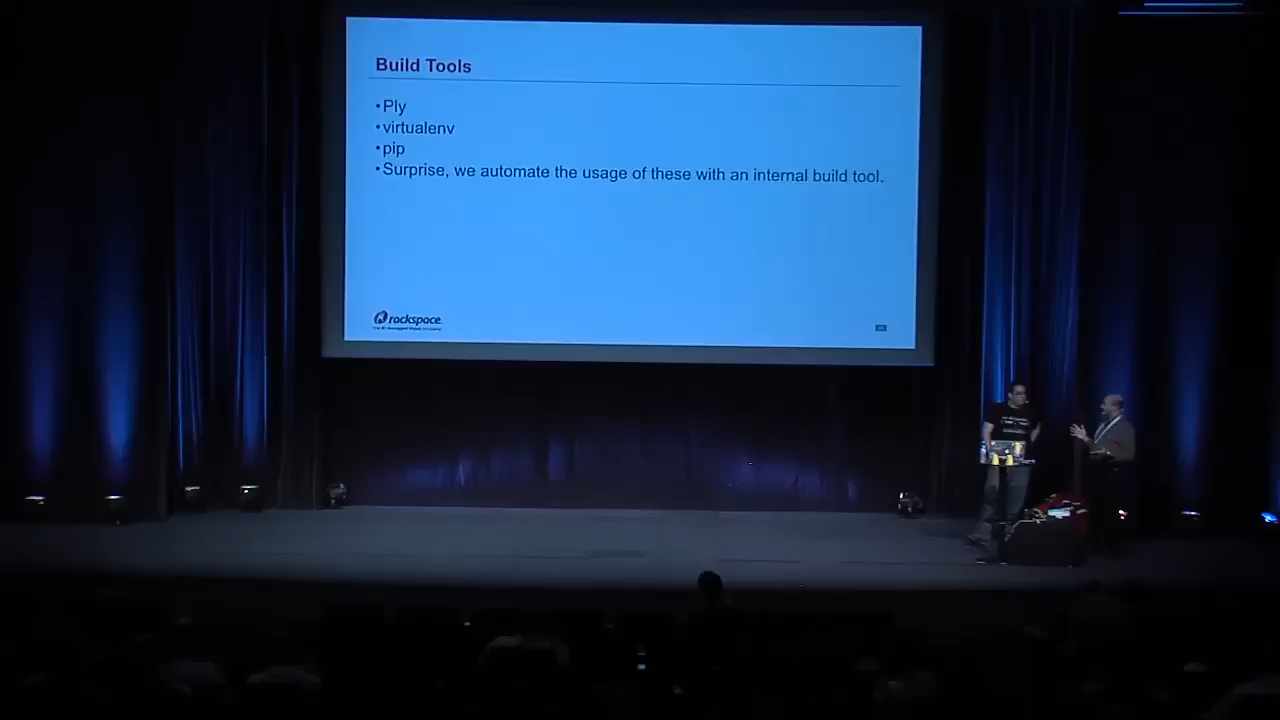 Build Tools
•Ply
•virtualenv
•pip
•Surprise, we automate the usage of these with an internal build tool.
rackspace